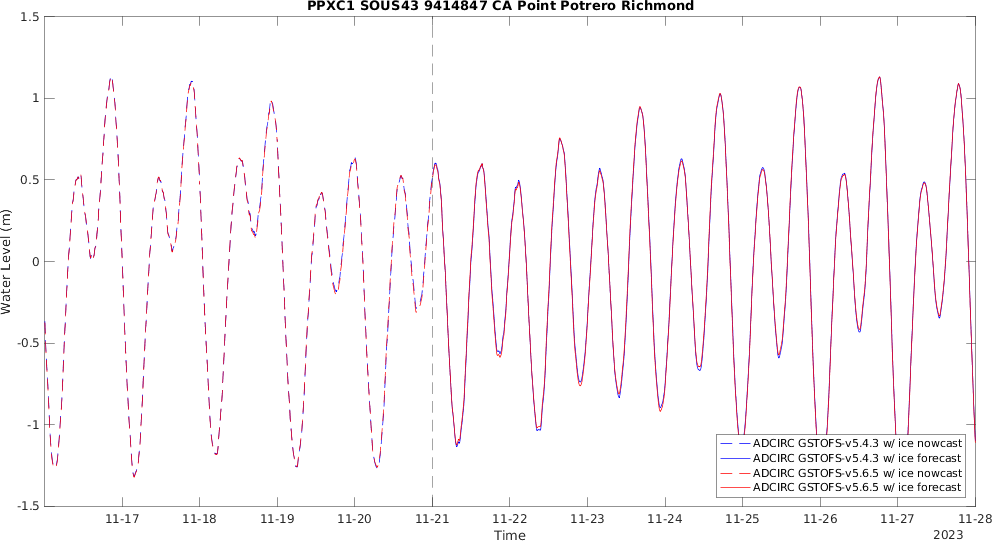 PPXC1 SOUS43 9414847 CA Point Potrero Richmond
1.5
1
0.5
0
-0.5
-1
-1.5
Water Level (m)
11-17 11-18 11-19 11-20 11-21 11-22 11-23 11-24 11-25 11-26 11-27 11-28
Time
2023
ADCIRC GSTOFS-v5.4.3 w/ ice nowcast
ADCIRC GSTOFS-v5.4.3 w/ ice forecast
ADCIRC GSTOFS-v5.6.5 w/ ice nowcast
ADCIRC GSTOFS-v5.6.5 w/ ice forecast